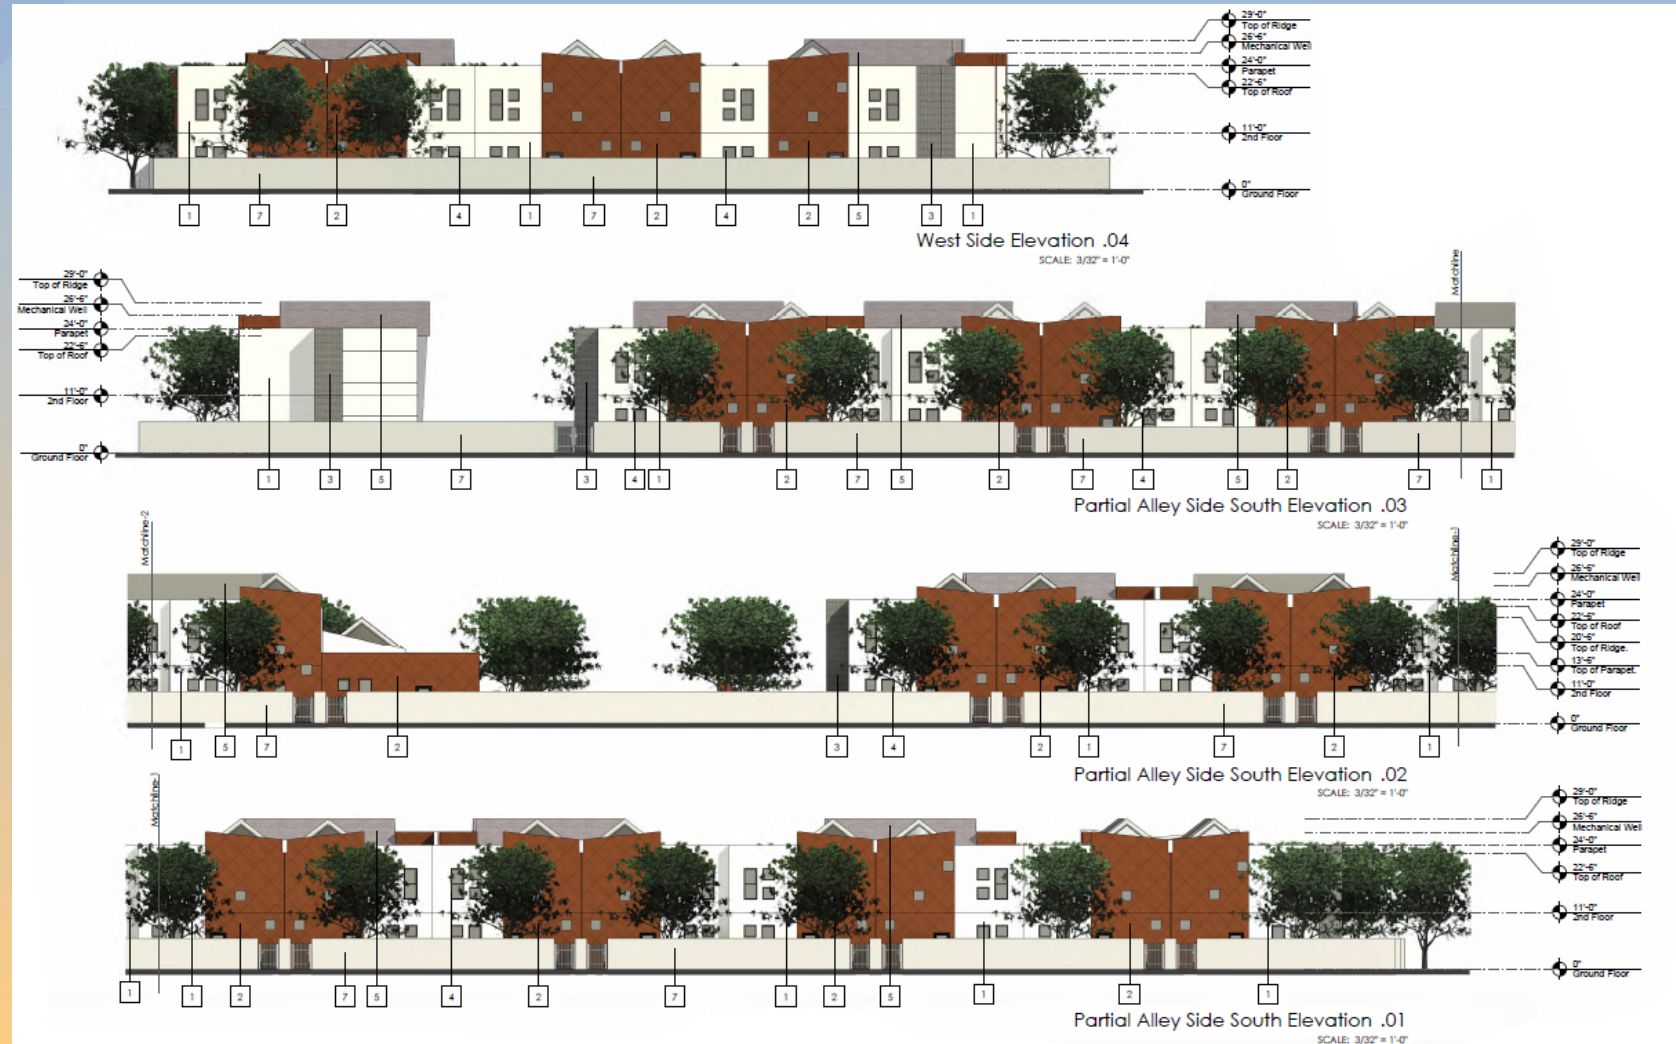 29'-0"
Top of Ridge
26'-6"
Mechanical Well
24'-0"
Parapet
22'-6"
Top of Roof
11'-0"
2nd Floor
0"
Ground Floor
1 7 2 4 1 7 2 4 2 5 3 1
West Side Elevation .04
SCALE: 3/32" = 1'-0"
Matchline
29'-0"
Top of Ridge
26'-6"
Mechanical Well
24'-0"
Parapet
22'-6"
Top of Roof
11'-0"
2nd Floor
0"
Ground Floor
1 3 5 7 3 4 1 2 7 5 2 7 4 5 2 7 1
Partial Alley Side South Elevation .03
SCALE: 3/32" = 1'-0"
Matchline-2
Matchline-1
29'-0"
Top of Ridge
26'-6"
Mechanical Well
24'-0"
Parapet
22'-6"
Top of Roof
20'-6"
Top of Ridge.
13'-6"
Top of Parapet.
11'-0"
2nd Floor
0"
Ground Floor
1 5 7 2 3 4 2 1 7 2 1
Partial Alley Side South Elevation .02
SCALE: 3/32" = 1'-0"
Matchline-1
29'-0"
Top of Ridge
26'-6"
Mechanical Well
24'-0"
Parapet
22'-6"
Top of Roof
11'-0"
2nd Floor
0"
Ground Floor
1 1 2 7 5 4 2 7 1 2 5 1 2 1
Partial Alley Side South Elevation .01
SCALE: 3/32" = 1'-0"